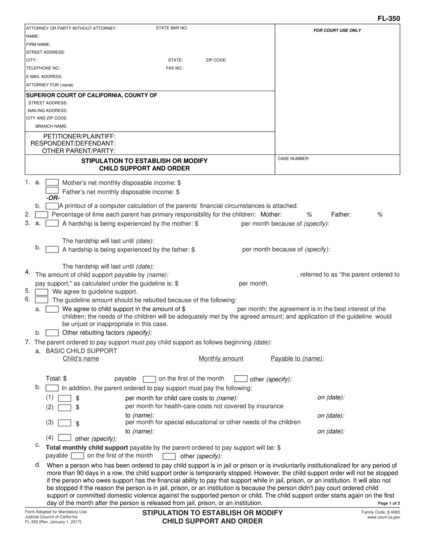 FL-350
ATTORNEY OR PARTY WITHOUT ATTORNEY: STATE BAR NO:
FOR COURT USE ONLY
NAME:
FIRM NAME:
STREET ADDRESS:
CITY: STATE: ZIP CODE:
TELEPHONE NO.: FAX NO.:
E-MAIL ADDRESS:
ATTORNEY FOR (name):
SUPERIOR COURT OF CALIFORNIA, COUNTY OF
STREET ADDRESS:
MAILING ADDRESS:
CITY AND ZIP CODE:
BRANCH NAME:
PETITIONER/PLAINTIFF:
RESPONDENT/DEFENDANT:
OTHER PARENT/PARTY:
STIPULATION TO ESTABLISH OR MODIFY
CHILD SUPPORT AND ORDER
CASE NUMBER:
1. a. Mother's net monthly disposable income: $
Father's net monthly disposable income: $
-OR-
b. A printout of a computer calculation of the parents' financial circumstances is attached.
2. Percentage of time each parent has primary responsibility for the children: Mother: % Father: %
3. a. A hardship is being experienced by the mother: $ per month because of (specify):
The hardship will last until (date):
b. A hardship is being experienced by the father: $ per month because of (specify):
The hardship will last until (date):
4. The amount of child support payable by (name): , referred to as "the parent ordered to
pay support," as calculated under the guideline is: $ per month.
5. We agree to guideline support.
6. The guideline amount should be rebutted because of the following:
a. We agree to child support in the amount of $ per month; the agreement is in the best interest of the
children; the needs of the children will be adequately met by the agreed amount; and application of the guideline would
be unjust or inappropriate in this case.
b. Other rebutting factors (specify):
7. The parent ordered to pay support must pay child support as follows beginning (date):
a. BASIC CHILD SUPPORT
Child's name Monthly amount Payable to (name):
Total: $ payable on the first of the month other (specify):
b. In addition, the parent ordered to pay support must pay the following:
(1) $ per month for child care costs to (name): on (date):
(2) $ per month for health-care costs not covered by insurance
to (name): on (date):
(3) $ per month for special educational or other needs of the children
to (name): on (date):
(4) other (specify):
c. Total monthly child support payable by the parent ordered to pay support will be: $
payable on the first of the month other (specify):
d. When a person who has been ordered to pay child support is in jail or prison or is involuntarily institutionalized for any period of
more than 90 days in a row, the child support order is temporarily stopped. However, the child support order will not be stopped
if the person who owes support has the financial ability to pay that support while in jail, prison, or an institution. It will also not
be stopped if the reason the person is in jail, prison, or an institution is because the person didn't pay court ordered child
support or committed domestic violence against the supported person or child. The child support order starts again on the first
day of the month after the person is released from jail, prison, or an institution.
Page 1 of 2
Form Adopted for Mandatory Use
Judicial Council of California
FL-350 [Rev. January 1, 2017]
STIPULATION TO ESTABLISH OR MODIFY
CHILD SUPPORT AND ORDER
Family Code, § 4065
www.court.ca.gov